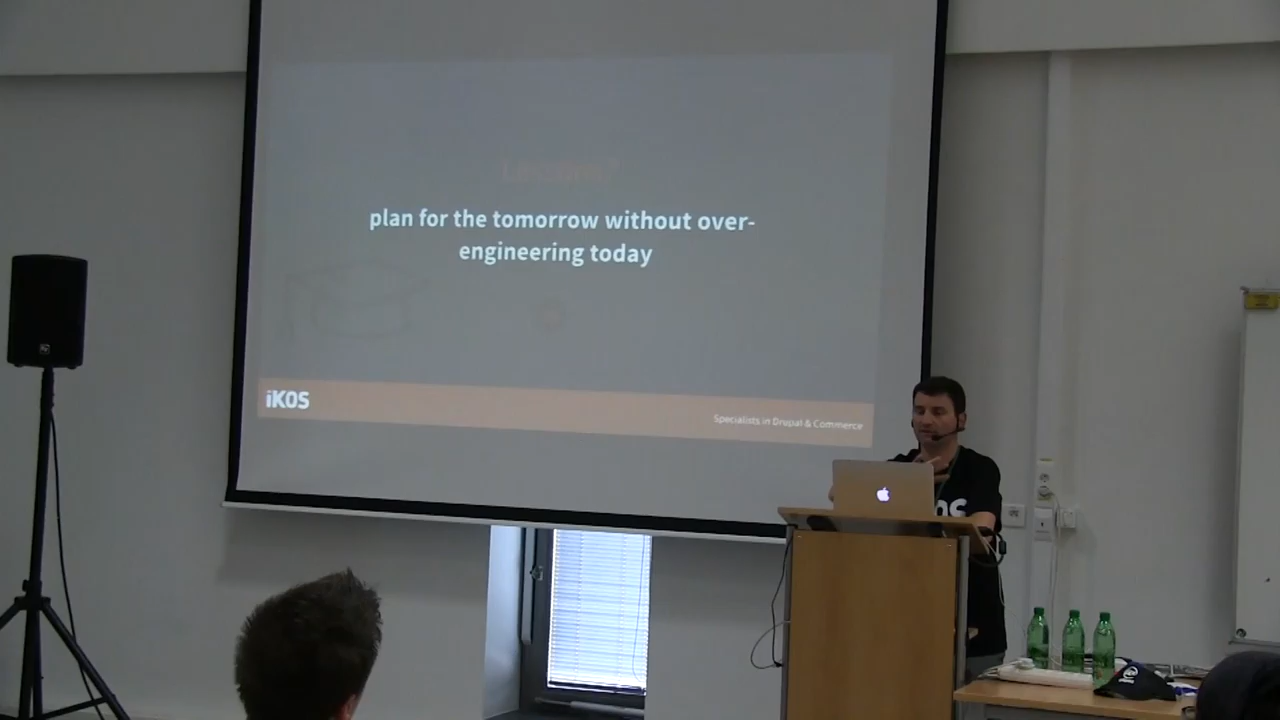 plan for the tomorrow without over-
engineering today
iKOS
Specialists in Drupal & Commerce